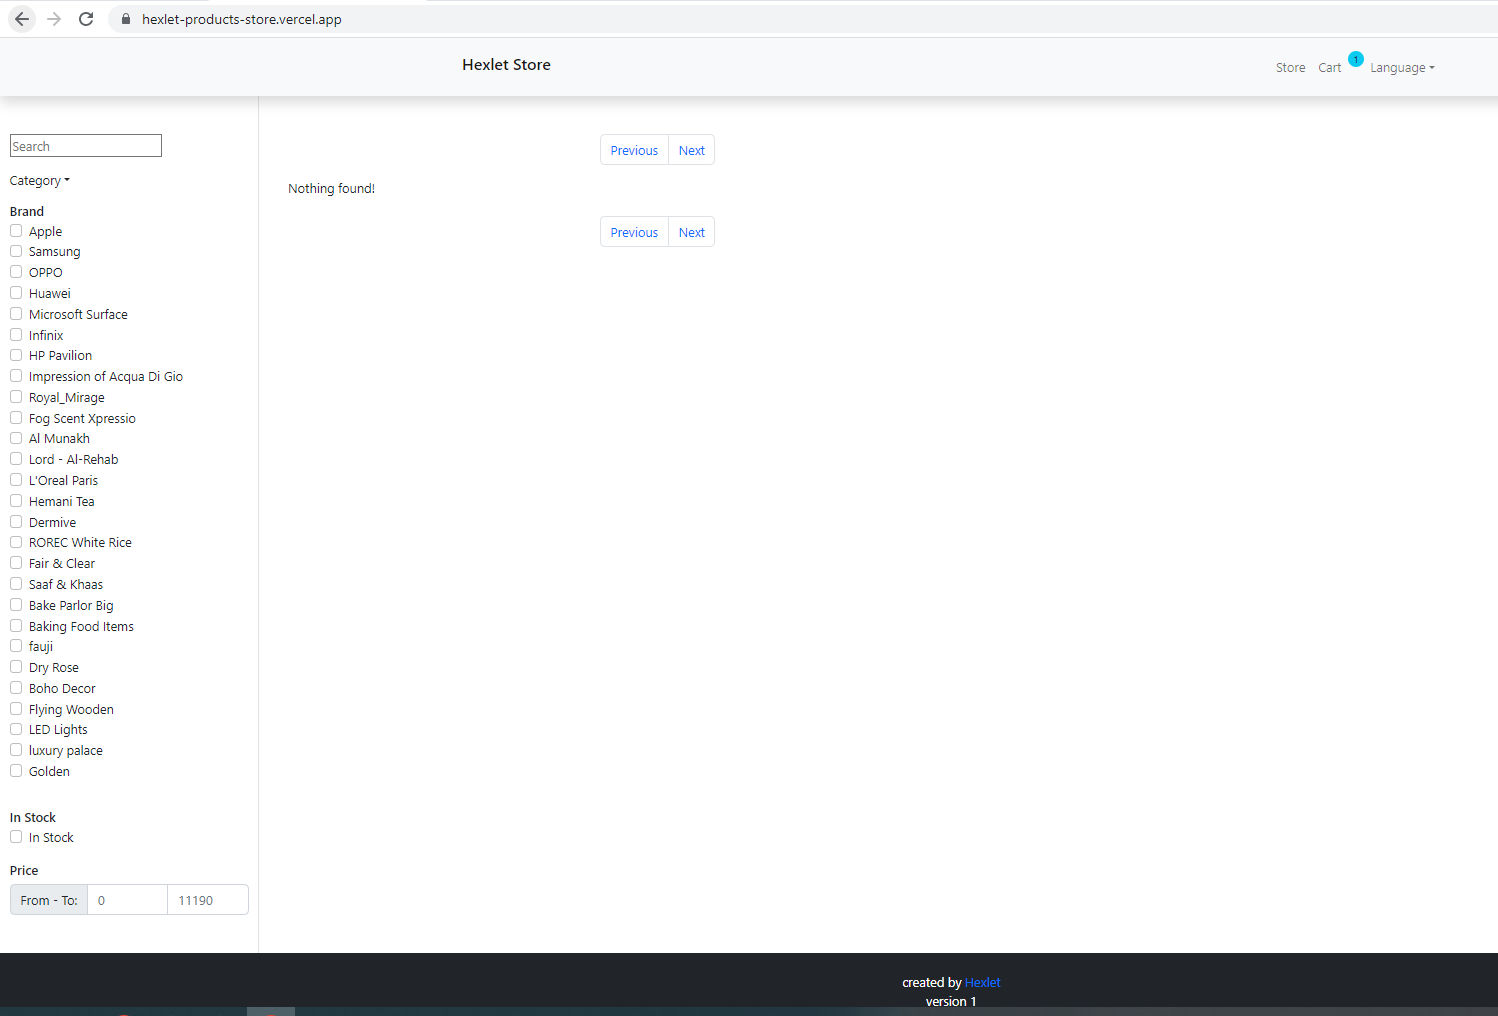 hexlet-products-store.vercel.app
Hexlet Store
Store Cart 1 Language
Search
Category
Brand
Apple
Samsung
OPPO
Huawei
Microsoft Surface
Infinix
HP Pavilion
Impression of Acqua Di Gio
Royal_Mirage
Fog Scent Xpressio
Al Munakh
Lord - Al-Rehab
L'Oreal Paris
Hemani Tea
Dermive
ROREC White Rice
Fair & Clear
Saaf & Khaas
Bake Parlor Big
Baking Food Items
fauji
Dry Rose
Boho Decor
Flying Wooden
LED Lights
luxury palace
Golden
In Stock
In Stock
Price
From - To: 0 11190
Previous Next
Nothing found!
Previous Next
created by Hexlet
version 1